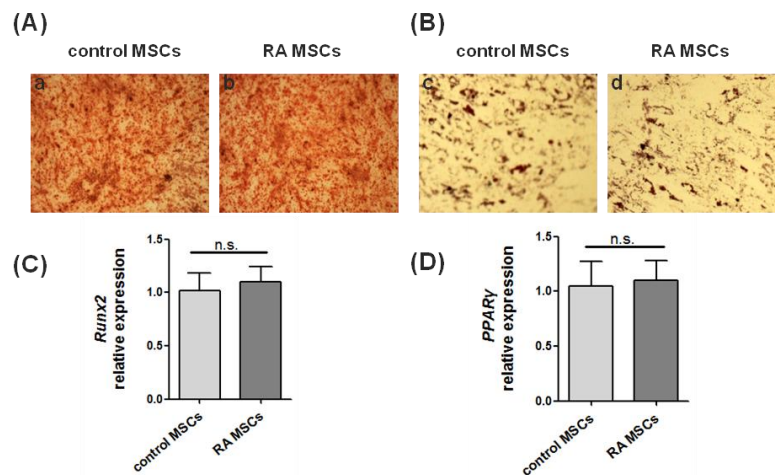 (A)
control MSCs
RA MSCs
a
b
(B)
control MSCs
RA MSCs
c
d
(C)
Runx2
relative expression
1.5
1.0
0.5
0.0
n.s.
control MSCs
RA MSCs
(D)
PPARγ
relative expression
1.5
1.0
0.5
0.0
n.s.
control MSCs
RA MSCs